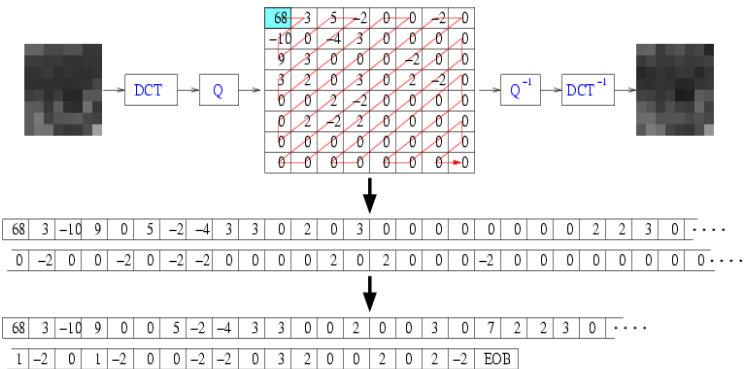 68 3 5 −2 0 0 −2 0
−10 0 −4 3 0 0 0 0
9 3 0 0 0 −2 0 0
3 2 0 3 0 2 −2 0
0 0 2 −2 0 0 0 0
0 2 −2 2 0 0 0 0
0 0 0 0 0 0 0 0
0 0 0 0 0 0 0 0
DCT
Q
Q⁻¹
DCT⁻¹
68 3 −10 9 0 5 −2 −4 3 3 0 2 0 3 0 0 0 0 0 0 0 0 2 2 3 0 ····
0 −2 0 0 −2 0 −2 −2 0 0 0 0 2 0 2 0 0 0 −2 0 0 0 0 0 0 0 0 ····
68 3 −10 9 0 0 5 −2 −4 3 3 0 0 2 0 0 3 0 7 2 2 3 0 ····
1 −2 0 1 −2 0 0 −2 −2 0 3 2 0 0 2 0 2 −2 EOB